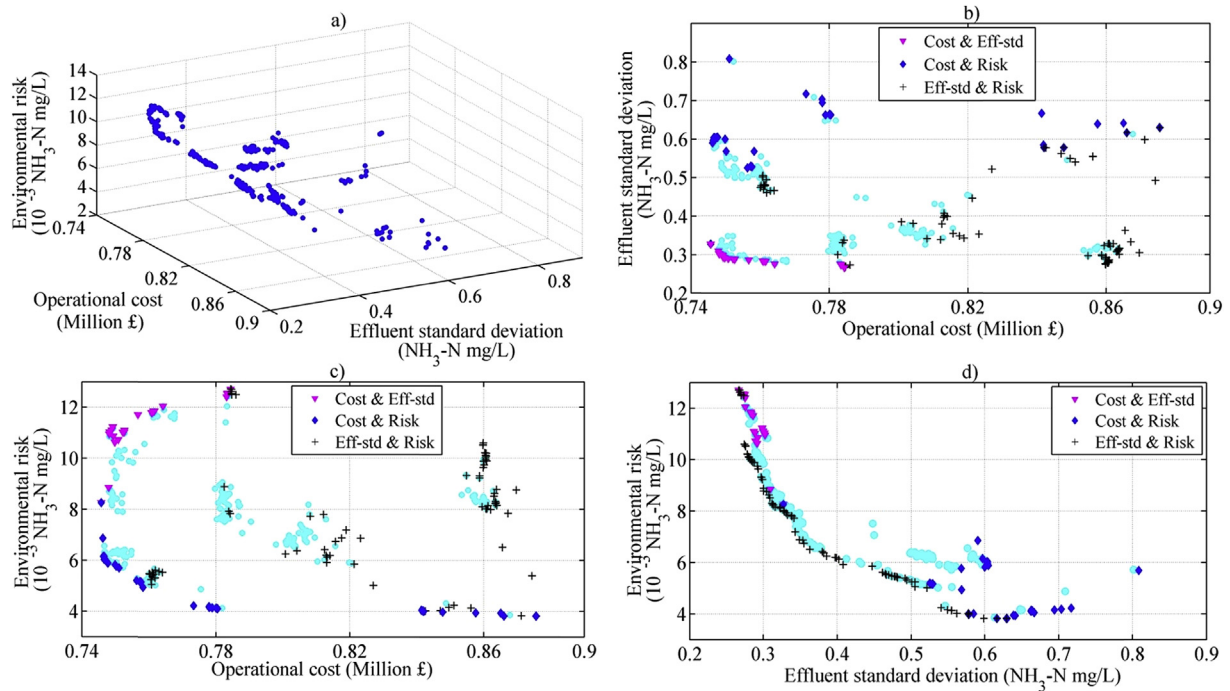 a)
Environmental risk
(10⁻³ NH₃-N mg/L)
14
12
10
8
6
4
2
0.74
0.78
0.82
0.86
0.9
Operational cost
(Million £)
0.2
0.4
0.6
0.8
Effluent standard deviation
(NH₃-N mg/L)
b)
Effluent standard deviation
(NH₃-N mg/L)
0.8
0.7
0.6
0.5
0.4
0.3
0.2
Cost & Eff-std
Cost & Risk
Eff-std & Risk
0.74
0.78
0.82
0.86
0.9
Operational cost (Million £)
c)
Environmental risk
(10⁻³ NH₃-N mg/L)
12
10
8
6
4
Cost & Eff-std
Cost & Risk
Eff-std & Risk
0.74
0.78
0.82
0.86
0.9
Operational cost (Million £)
d)
Environmental risk
(10⁻³ NH₃-N mg/L)
12
10
8
6
4
2
Cost & Eff-std
Cost & Risk
Eff-std & Risk
0.2
0.3
0.4
0.5
0.6
0.7
0.8
0.9
Effluent standard deviation (NH₃-N mg/L)